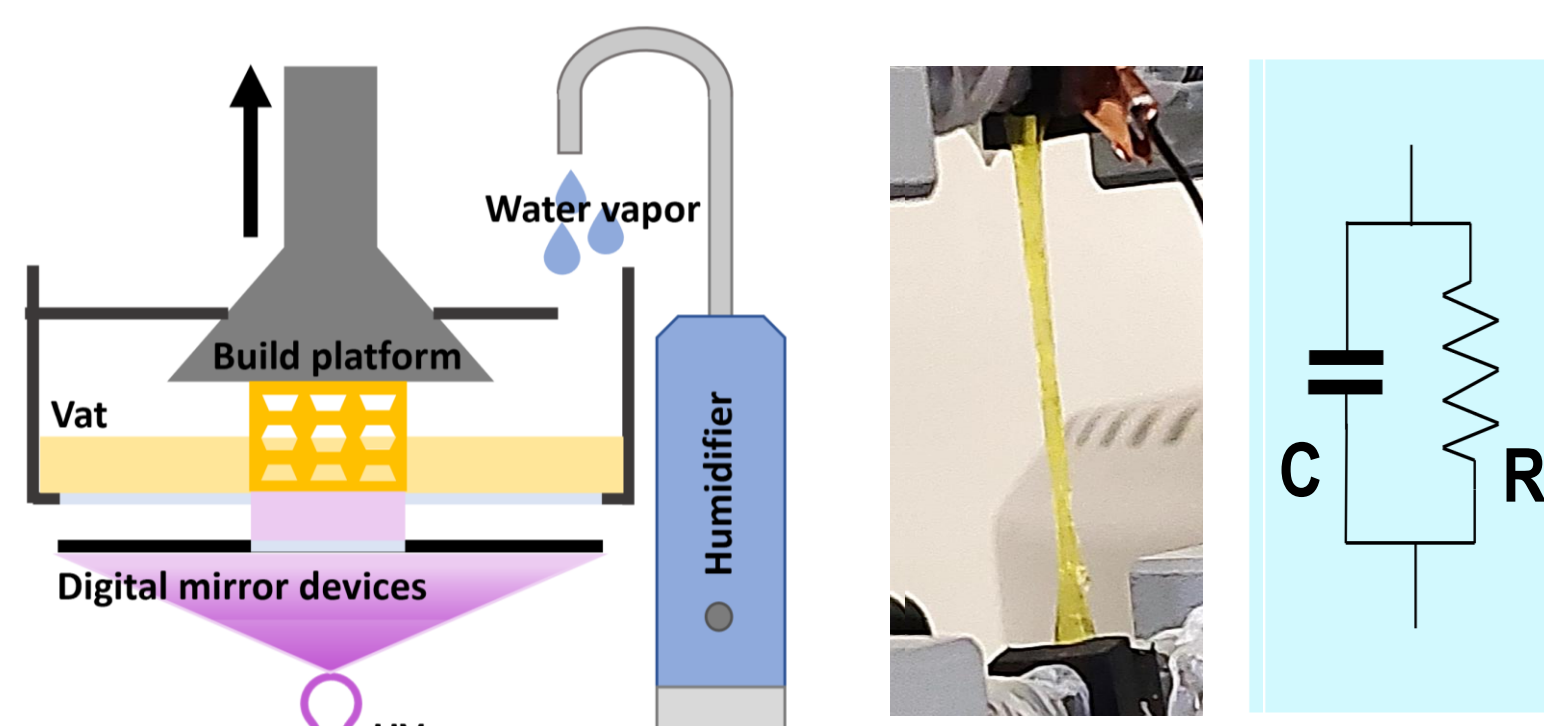 Water vapor
Build platform
Vat
Humidifier
Digital mirror devices
C
R